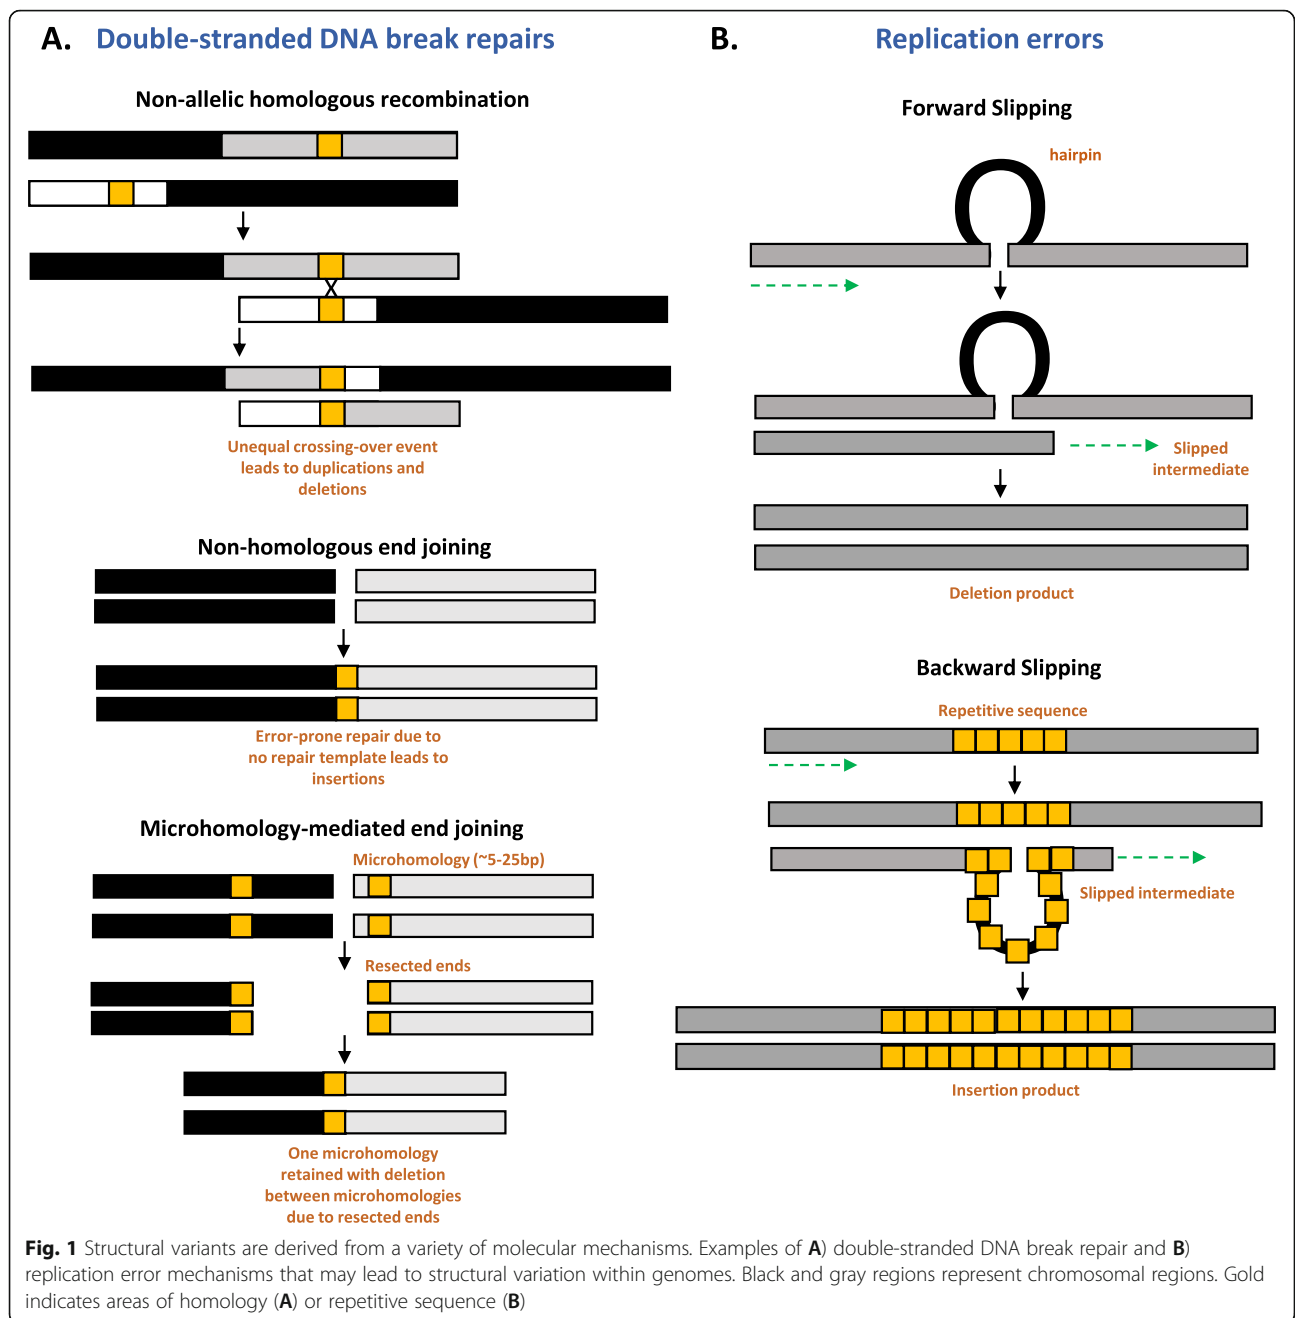 A. Double-stranded DNA break repairs
Non-allelic homologous recombination
Unequal crossing-over event
leads to duplications and
deletions
Non-homologous end joining
Error-prone repair due to
no repair template leads to
insertions
Microhomology-mediated end joining
Microhomology (~5-25bp)
Resected ends
One microhomology
retained with deletion
between microhomologies
due to resected ends
B. Replication errors
Forward Slipping
hairpin
Slipped
intermediate
Deletion product
Backward Slipping
Repetitive sequence
Slipped intermediate
Insertion product
Fig. 1 Structural variants are derived from a variety of molecular mechanisms. Examples of A) double-stranded DNA break repair and B)
replication error mechanisms that may lead to structural variation within genomes. Black and gray regions represent chromosomal regions. Gold
indicates areas of homology (A) or repetitive sequence (B)